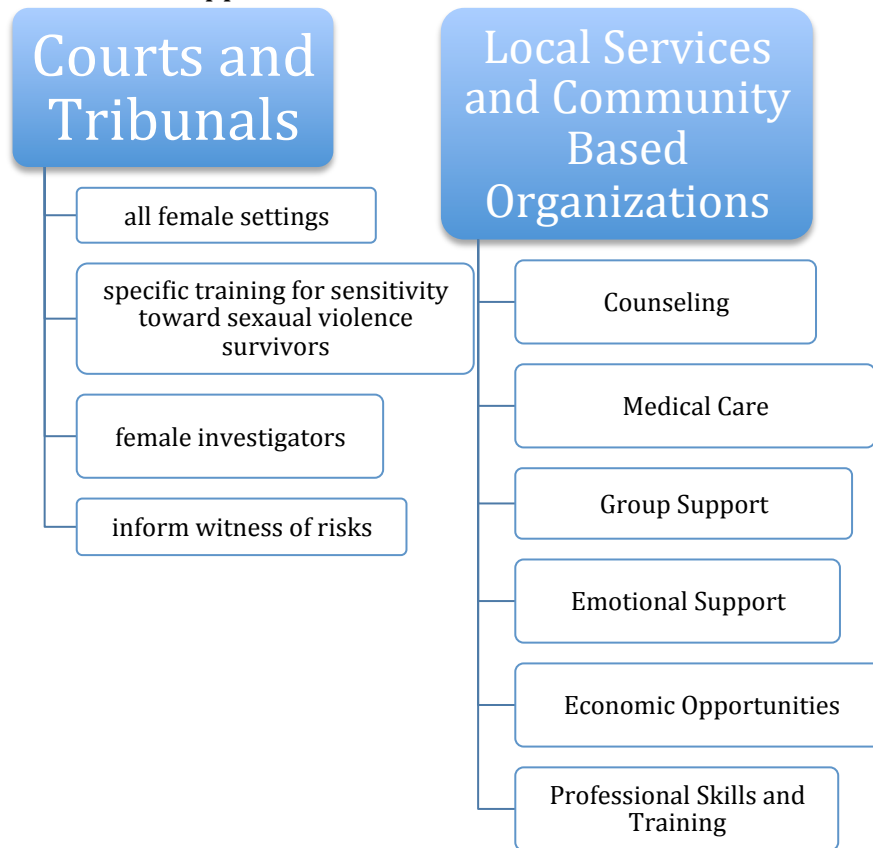 Courts and
Tribunals
all female settings
specific training for sensitivity
toward sexaual violence
survivors
female investigators
inform witness of risks
Local Services
and Community
Based
Organizations
Counseling
Medical Care
Group Support
Emotional Support
Economic Opportunities
Professional Skills and
Training